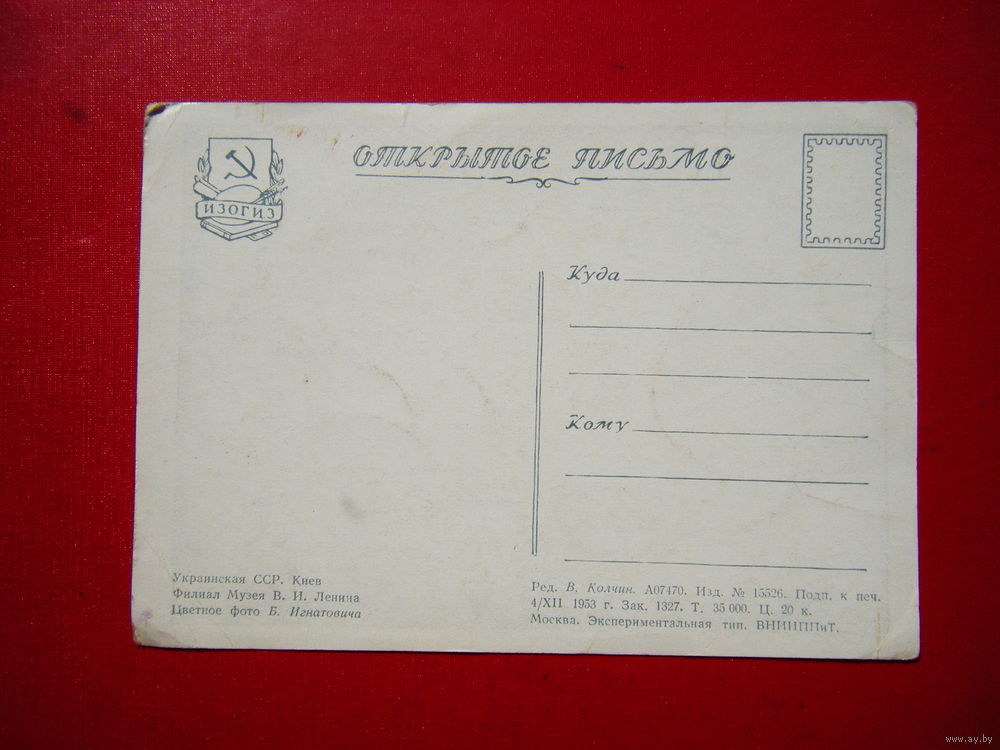 ОТКРЫТОЕ ПИСЬМО
ИЗОГИЗ
Куда
Кому
Украинская ССР. Киев
Филиал Музея В. И. Ленина
Цветное фото Б. Игнатовича
Ред. В. Колчин. А07470. Изд. № 15526. Подп. к печ.
4/XII 1953 г. Зак. 1327. Т. 35 000. Ц. 20 к.
Москва. Экспериментальная тип. ВНИИППиТ.
www.ay.by